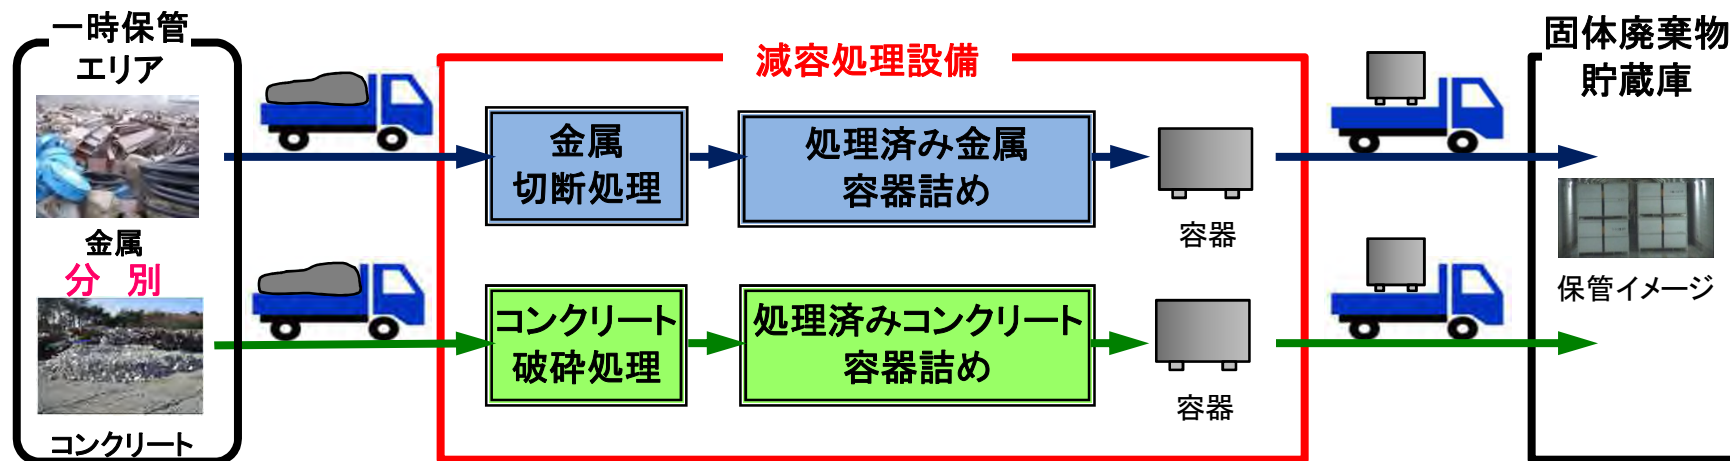 一時保管
エリア
金属
分 別
コンクリート
減容処理設備
金属
切断処理
処理済み金属
容器詰め
容器
コンクリート
破砕処理
処理済みコンクリート
容器詰め
容器
固体廃棄物
貯蔵庫
保管イメージ